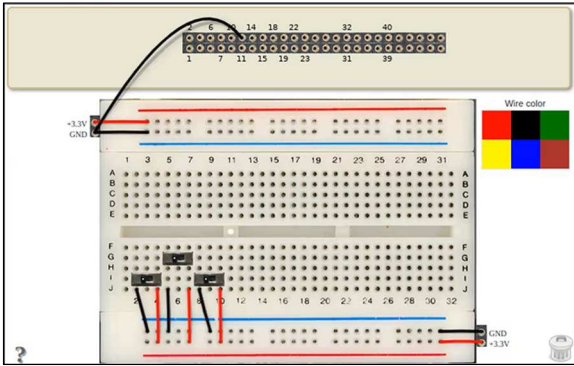 2 6 10 14 18 22 32 40
1 7 11 15 19 23 31 39
Wire color
+3.3V
GND
1 3 5 7 9 11 13 15 17 19 21 23 25 27 29 31
A A
B B
C C
D D
E E
F F
G G
H H
I I
J J
2 4 6 8 10 12 14 16 18 20 22 24 26 28 30 32
GND
+3.3V
?